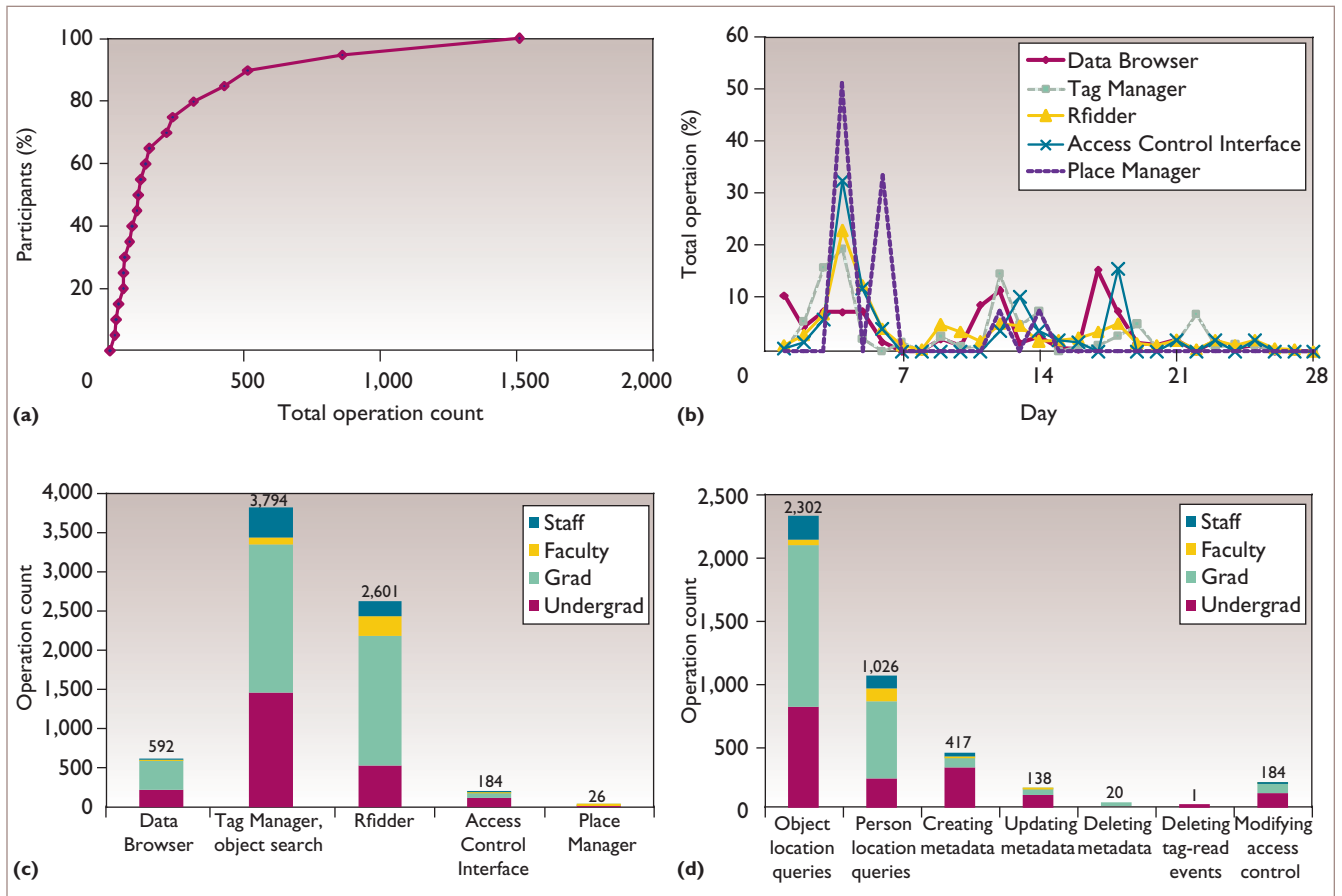 100
80
60
40
20
0
500
1,000
1,500
2,000
Participants (%)
Total operation count
(a)
60
50
40
30
20
10
0
7
14
21
28
Total opertaion (%)
Day
Data Browser
Tag Manager
Rfidder
Access Control Interface
Place Manager
(b)
4,000
3,500
3,000
2,500
2,000
1,500
1,000
500
0
Operation count
592
3,794
2,601
184
26
Staff
Faculty
Grad
Undergrad
Data
Browser
Tag Manager,
object search
Rfidder
Access
Control
Interface
Place
Manager
(c)
2,500
2,000
1,500
1,000
500
0
Operation count
2,302
1,026
417
138
20
1
184
Staff
Faculty
Grad
Undergrad
Object
location
queries
Person
location
queries
Creating
metadata
Updating
metadata
Deleting
metadata
Deleting
tag-read
events
Modifying
access
control
(d)